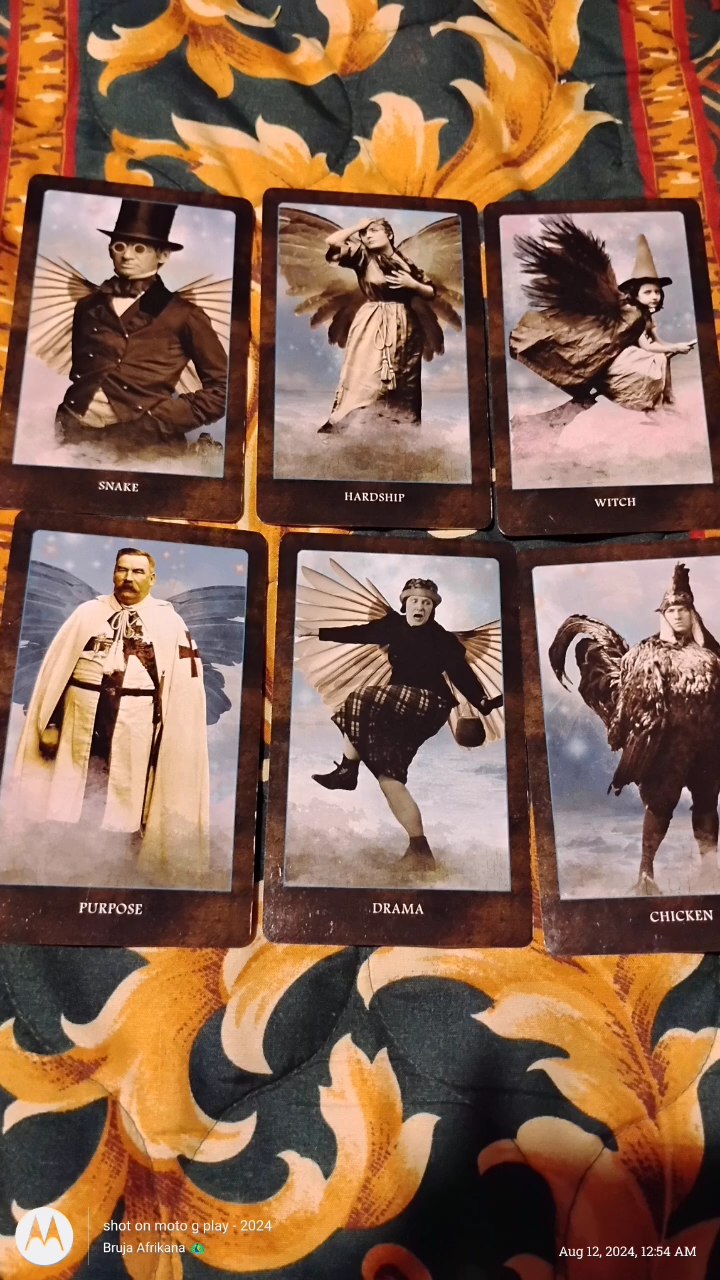 SNAKE
HARDSHIP
WITCH
PURPOSE
DRAMA
CHICKEN
shot on moto g play - 2024
Bruja Afrikana
Aug 12, 2024, 12:54 AM